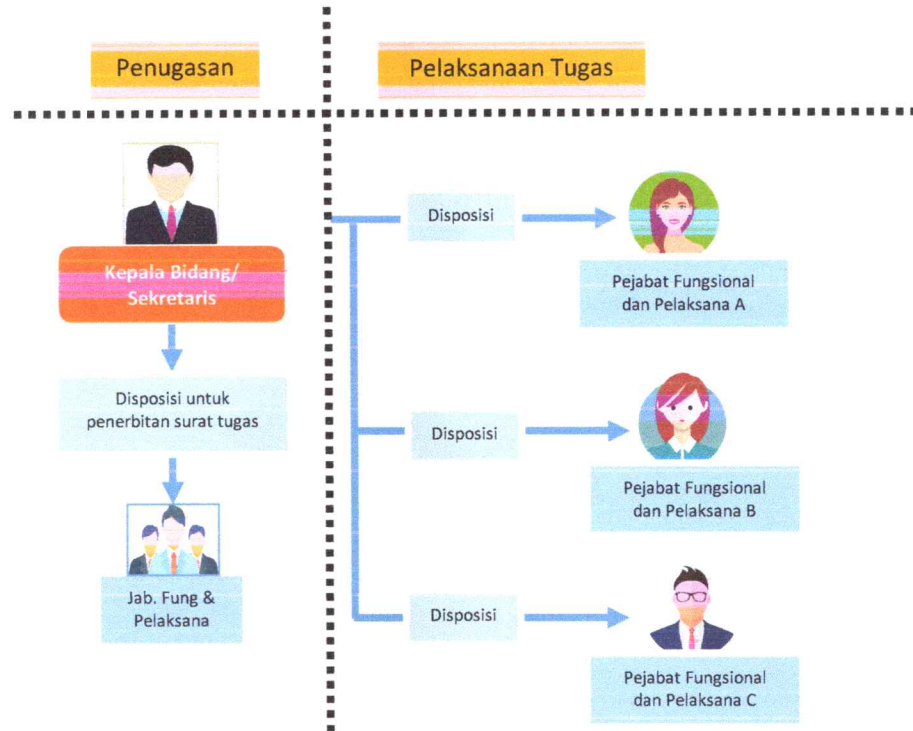 Penugasan
Pelaksanaan Tugas
Kepala Bidang/
Sekretaris
Disposisi untuk
penerbitan surat tugas
Jab. Fung &
Pelaksana
Disposisi
Pejabat Fungsional
dan Pelaksana A
Disposisi
Pejabat Fungsional
dan Pelaksana B
Disposisi
Pejabat Fungsional
dan Pelaksana C